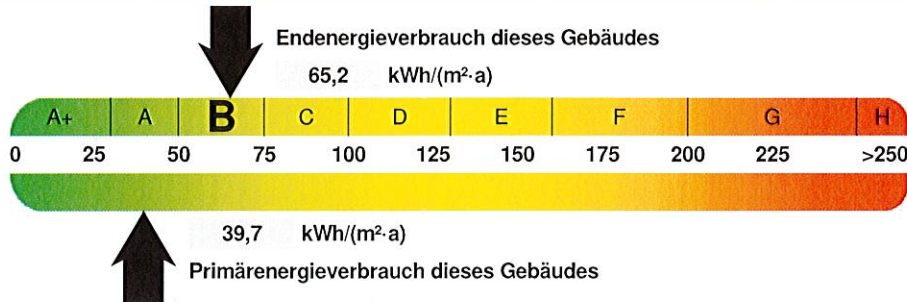 Endenergieverbrauch dieses Gebäudes
65,2 kWh/(m²·a)
A+ A B C D E F G H
0 25 50 75 100 125 150 175 200 225 >250
39,7 kWh/(m²·a)
Primärenergieverbrauch dieses Gebäudes